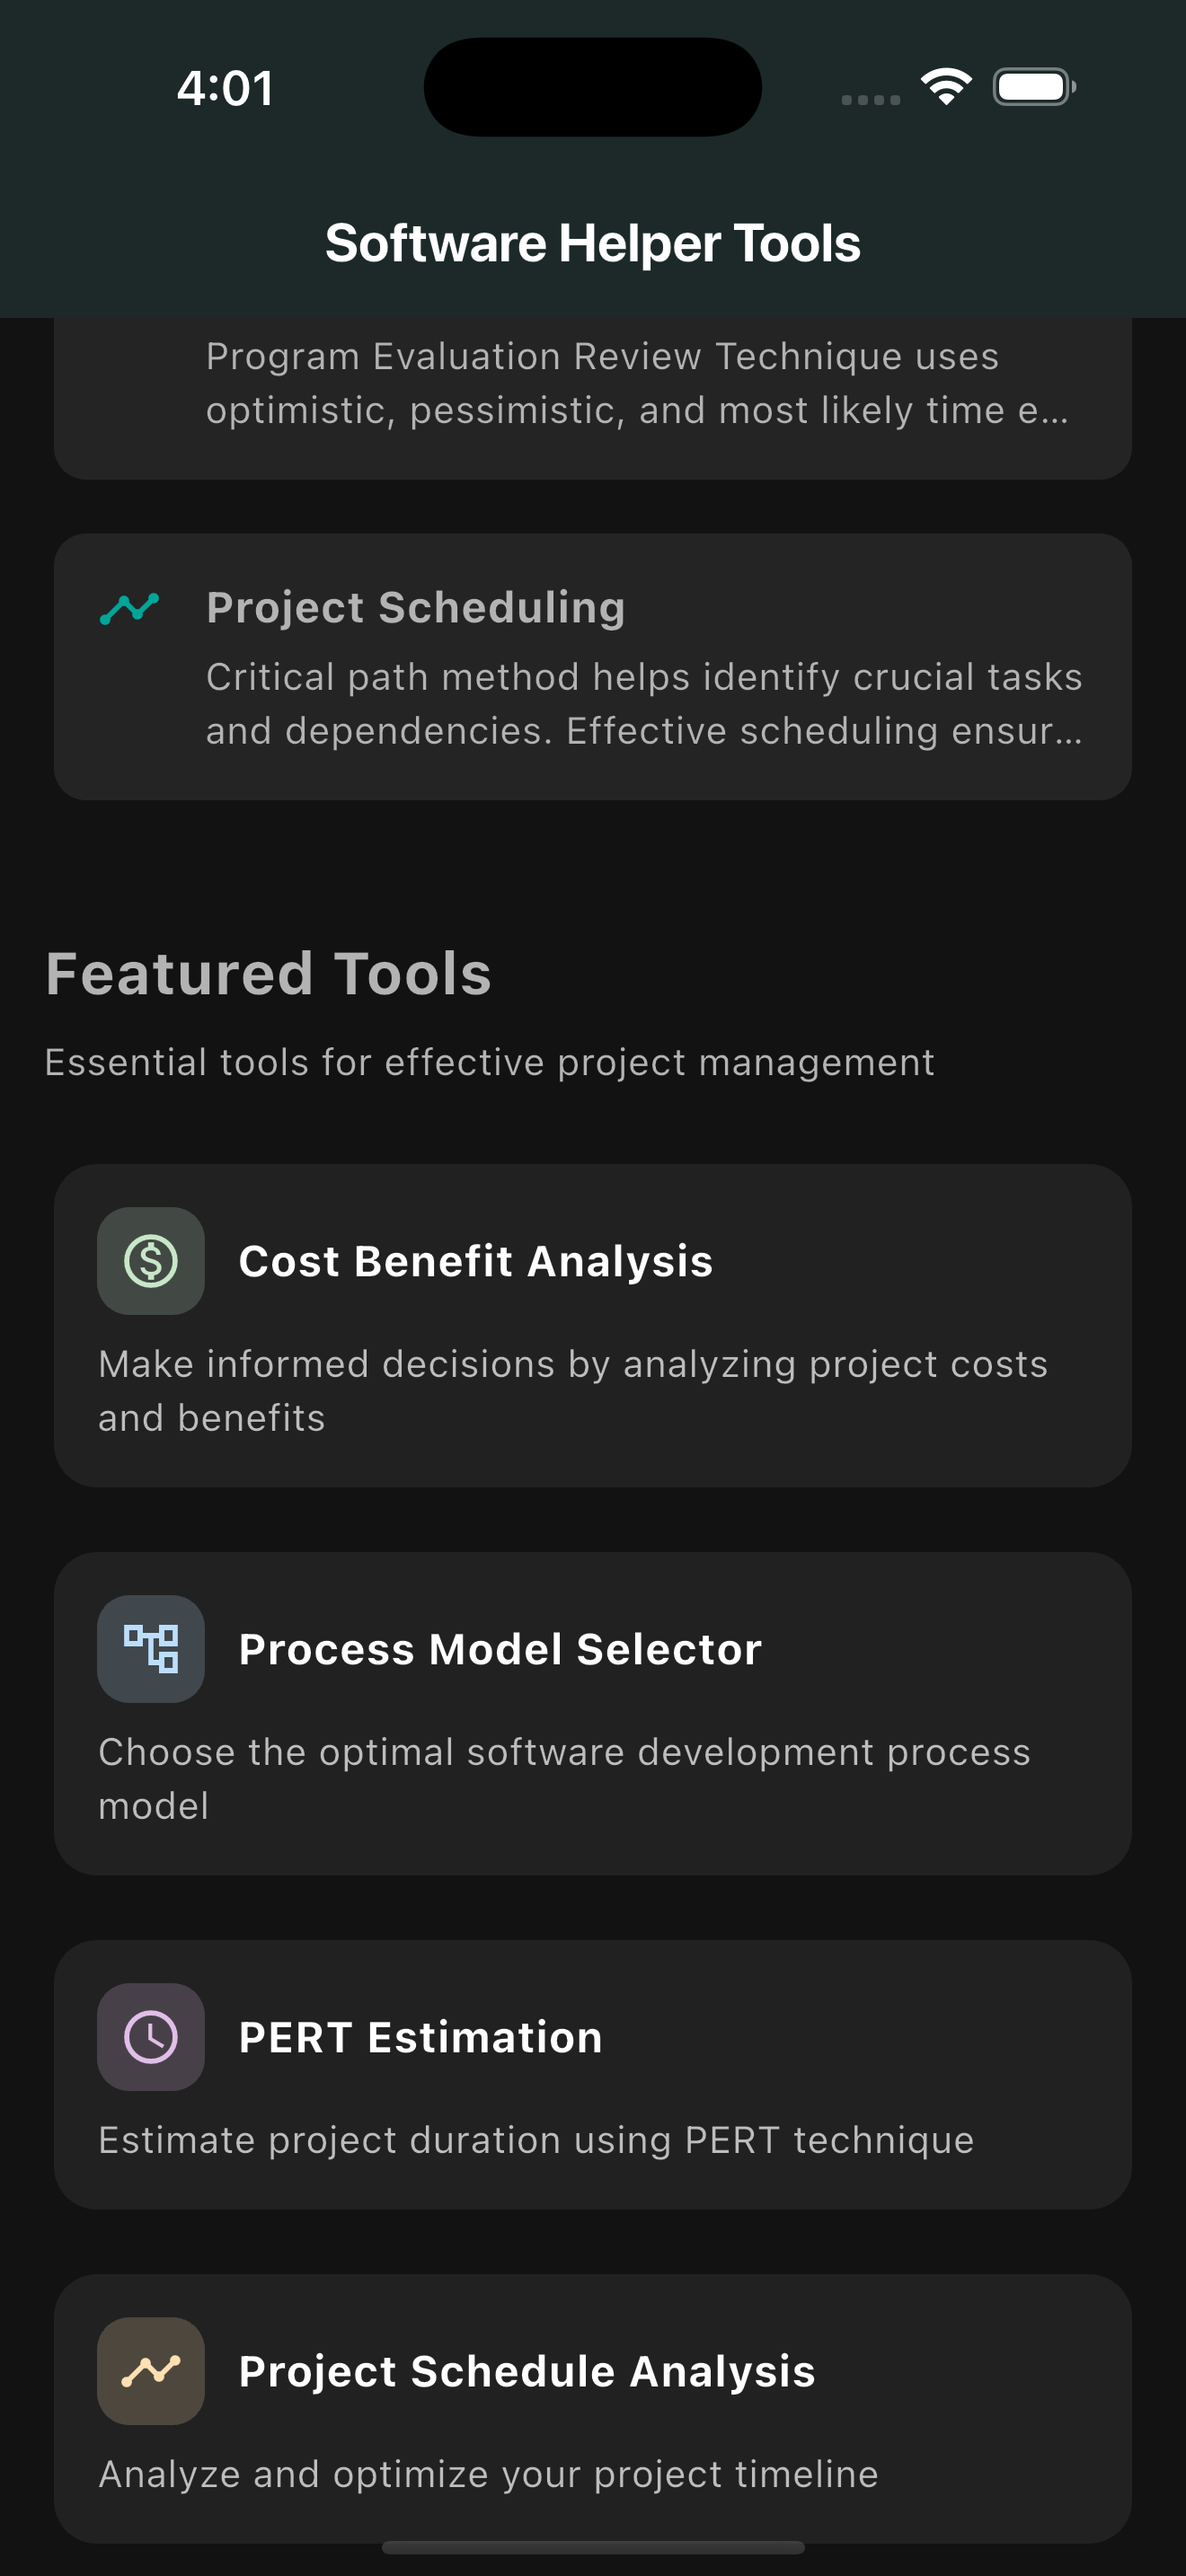 4:01
Software Helper Tools
Program Evaluation Review Technique uses
optimistic, pessimistic, and most likely time e...
Project Scheduling
Critical path method helps identify crucial tasks
and dependencies. Effective scheduling ensur...
Featured Tools
Essential tools for effective project management
Cost Benefit Analysis
Make informed decisions by analyzing project costs
and benefits
Process Model Selector
Choose the optimal software development process
model
PERT Estimation
Estimate project duration using PERT technique
Project Schedule Analysis
Analyze and optimize your project timeline